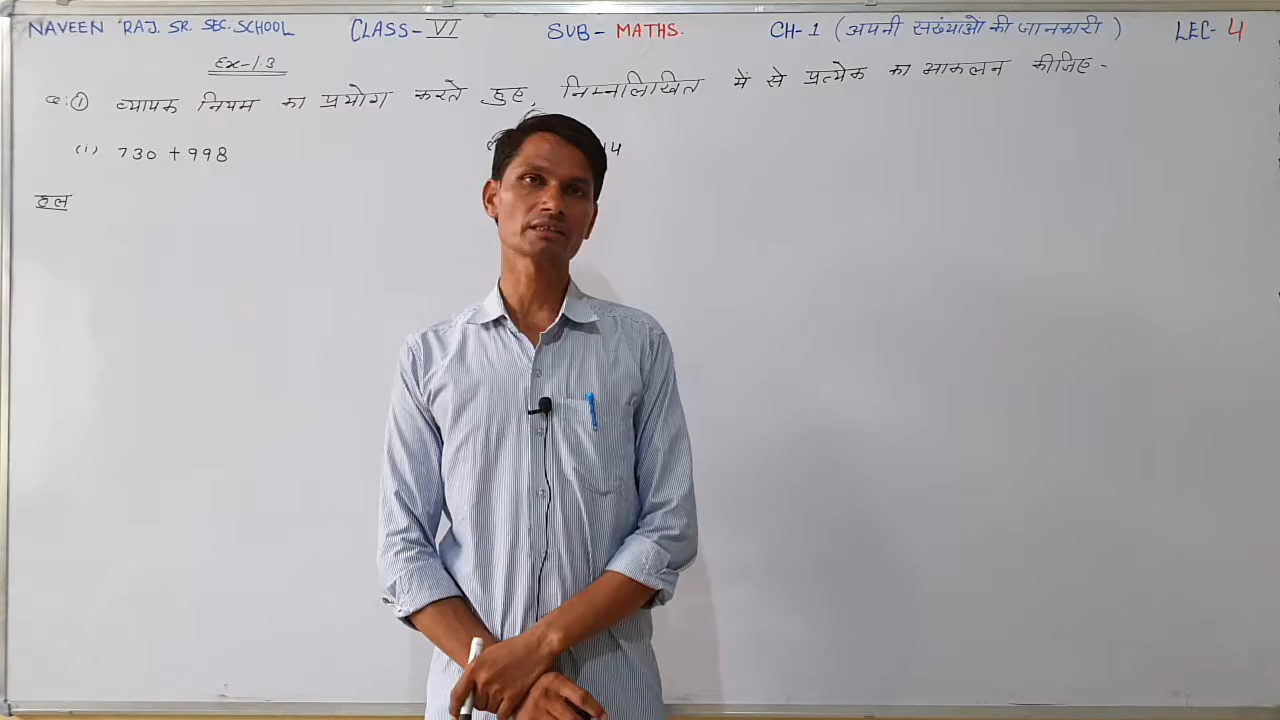 NAVEEN RAJ. SR. SEC. SCHOOL CLASS- VI SUB- MATHS. CH-1 (अपनी संख्याओ की जानकारी) LEC- 4
Ex-1.3
Q:① व्यापक नियम का प्रयोग करते हुए, निम्नलिखित में से प्रत्येक का आकलन कीजिए -
(i) 730 + 998
हल